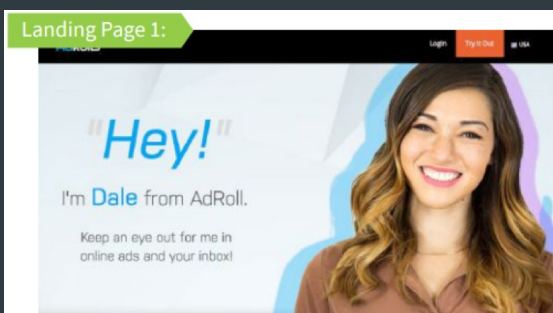 Landing Page 1:
Login Try It Out USA
"Hey!"
I'm Dale from AdRoll.
Keep an eye out for me in
online ads and your inbox!